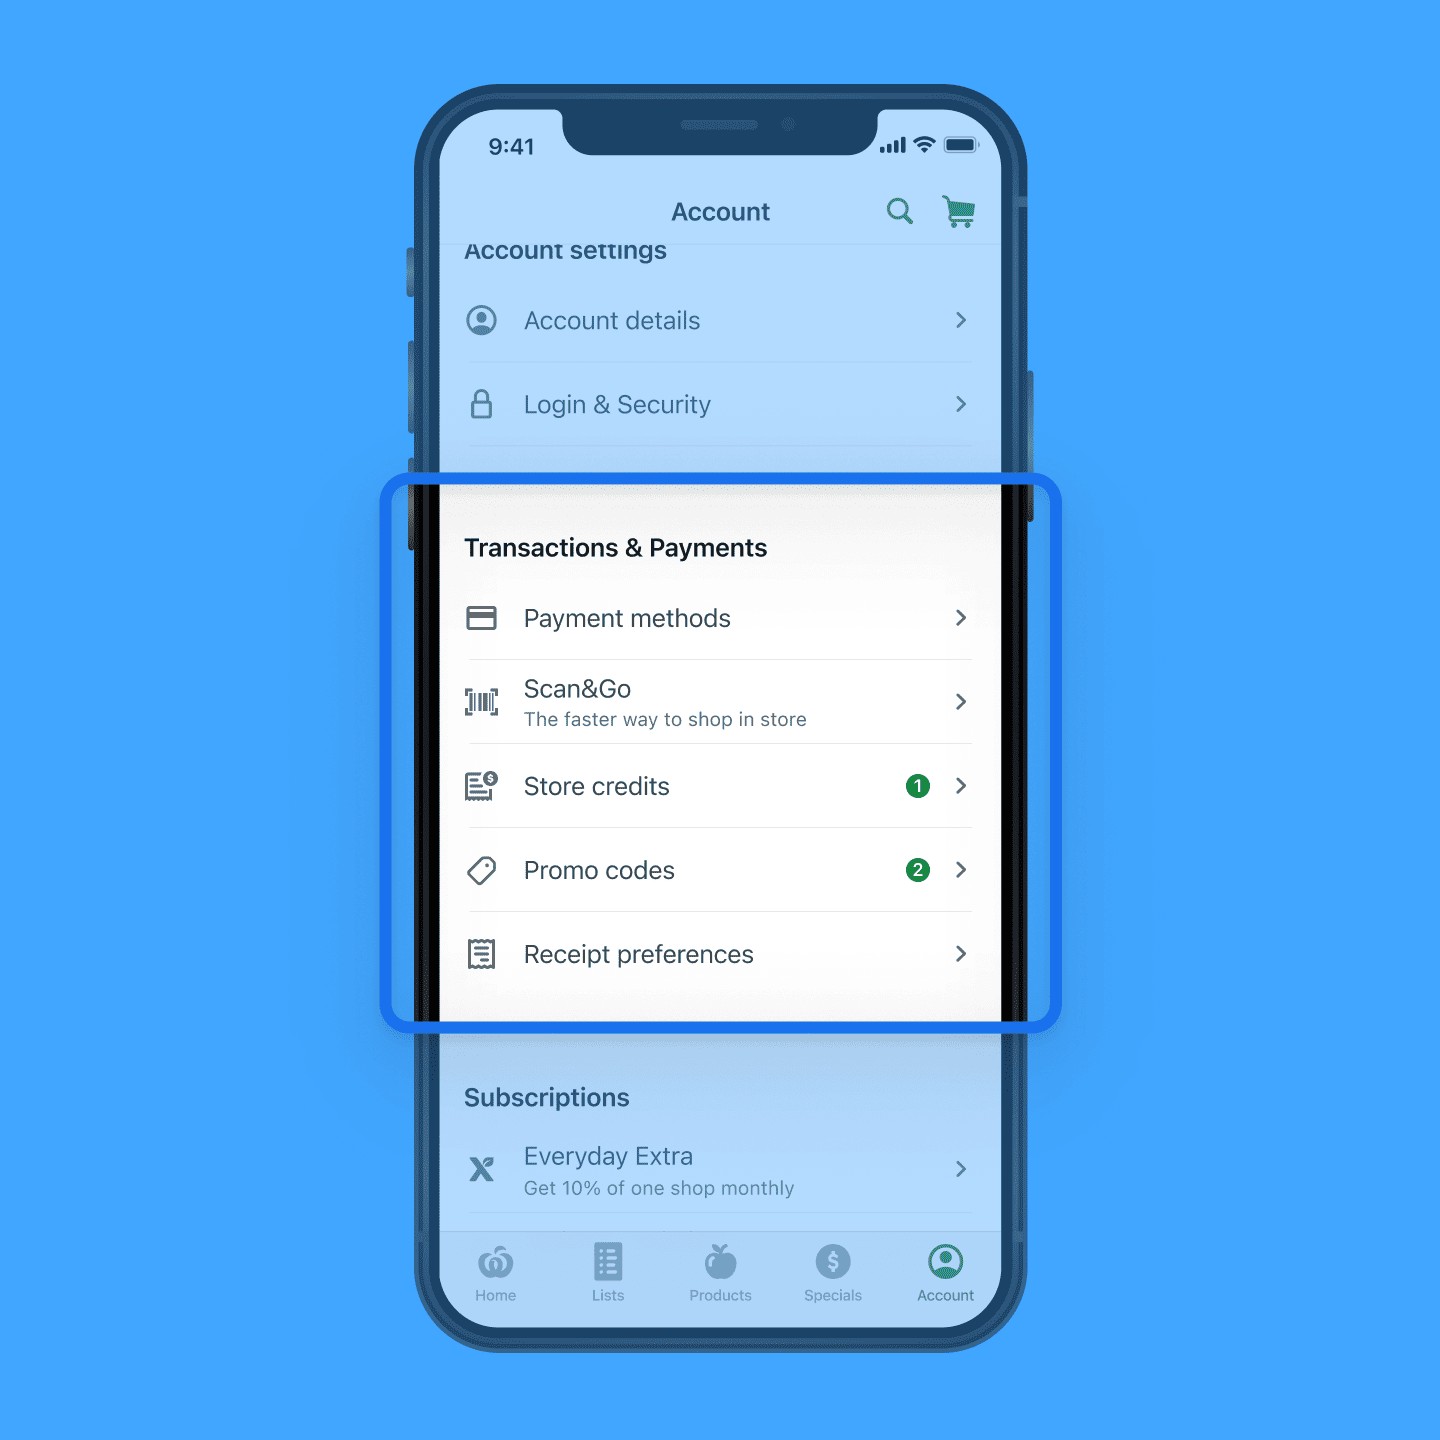 9:41
Account
Account settings
Account details
Login & Security
Transactions & Payments
Payment methods
Scan&Go
The faster way to shop in store
$
Store credits
1
Promo codes
2
Receipt preferences
Subscriptions
Everyday Extra
Get 10% of one shop monthly
$
Home
Lists
Products
Specials
Account